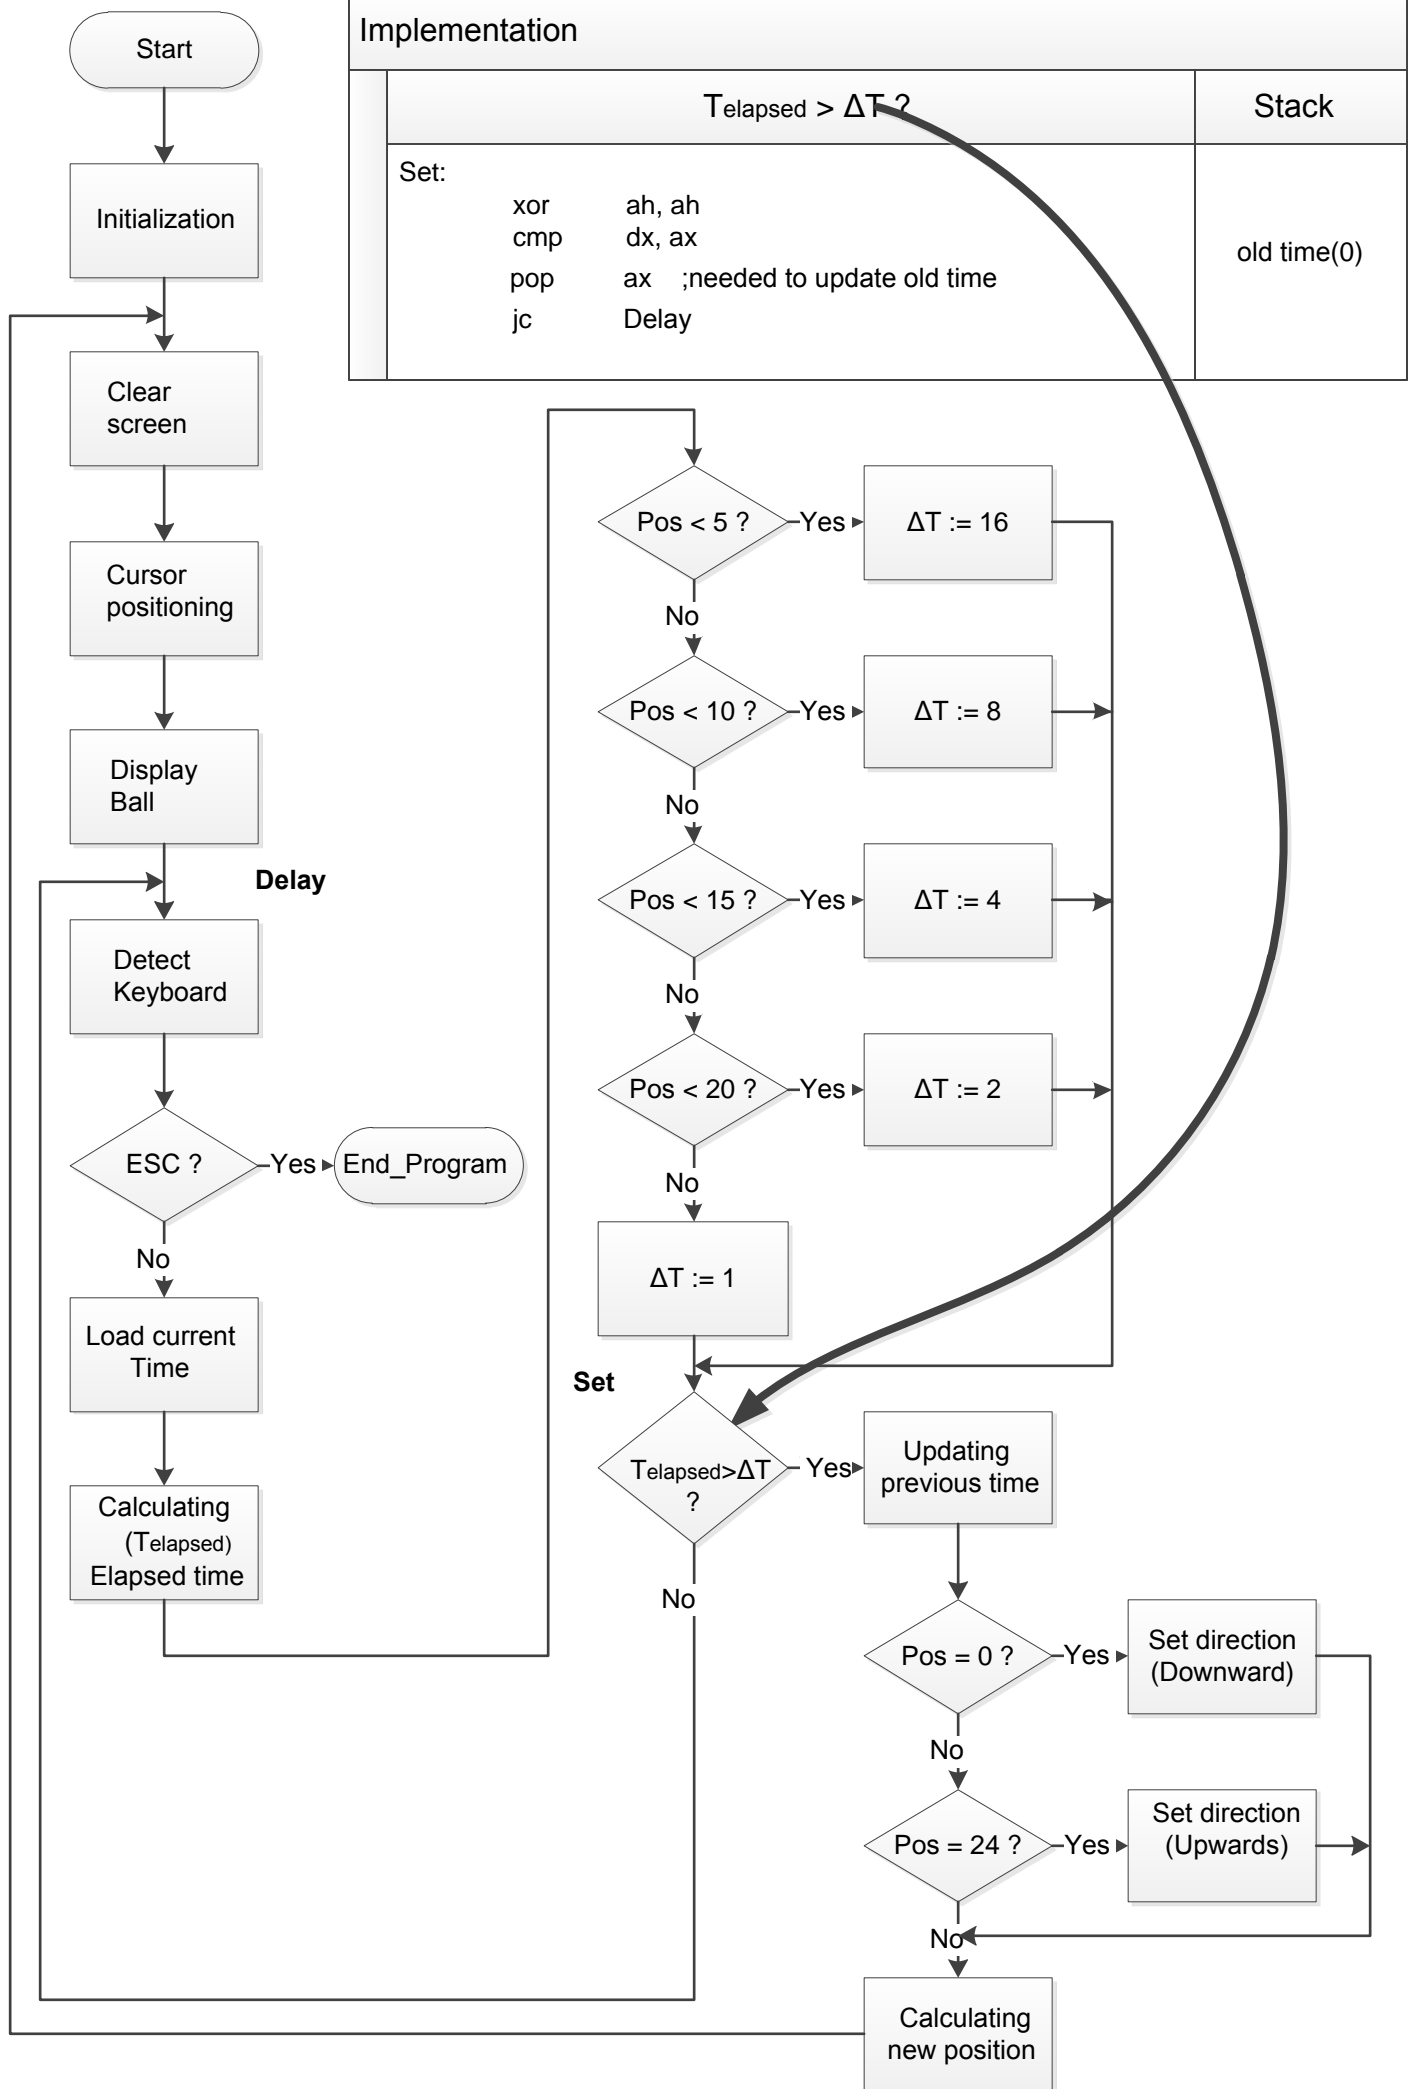 Start
Implementation
Telapsed > ΔT ?
Stack
Set:
xor ah, ah
cmp dx, ax
pop ax ;needed to update old time
jc Delay
old time(0)
Initialization
Clear
screen
Cursor
positioning
Display
Ball
Delay
Detect
Keyboard
ESC ?
Yes
End_Program
No
Load current
Time
Calculating
(Telapsed)
Elapsed time
Pos < 5 ?
Yes
ΔT := 16
No
Pos < 10 ?
Yes
ΔT := 8
No
Pos < 15 ?
Yes
ΔT := 4
No
Pos < 20 ?
Yes
ΔT := 2
No
ΔT := 1
Set
Telapsed>ΔT
?
Yes
Updating
previous time
No
Pos = 0 ?
Yes
Set direction
(Downward)
No
Pos = 24 ?
Yes
Set direction
(Upwards)
No
Calculating
new position